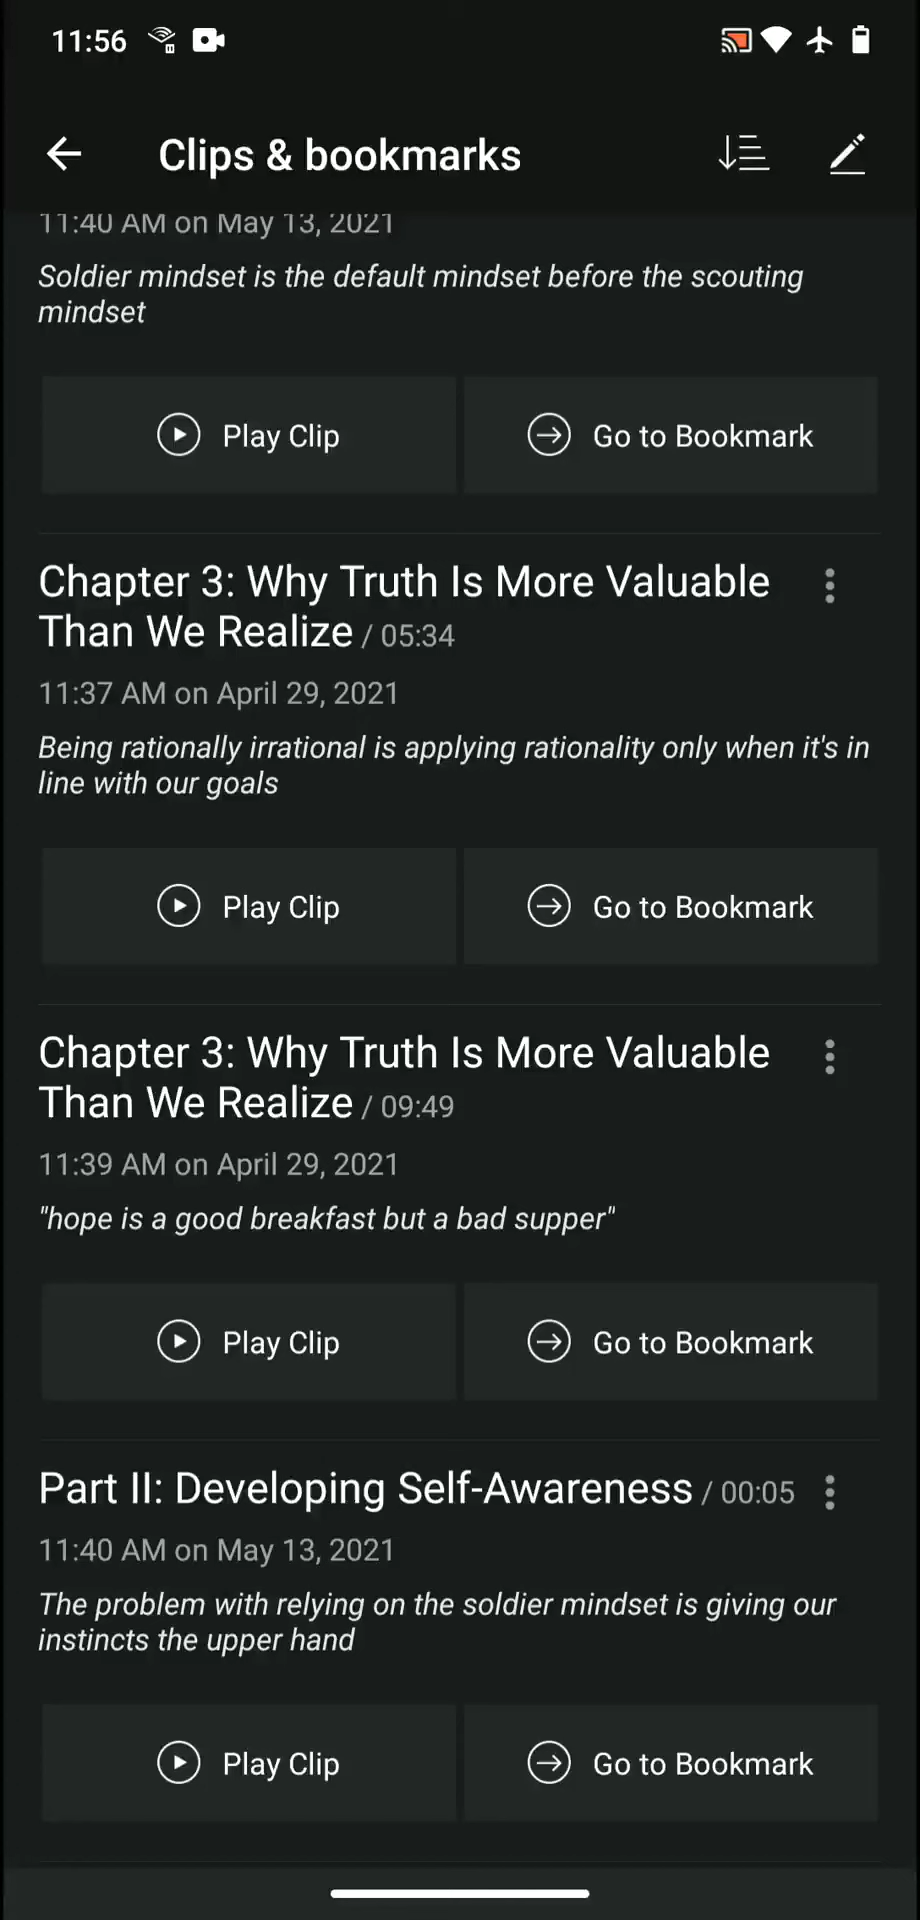 11:56
Clips & bookmarks
11:40 AM on May 13, 2021
Soldier mindset is the default mindset before the scouting
mindset
Play Clip
Go to Bookmark
Chapter 3: Why Truth Is More Valuable
Than We Realize / 05:34
11:37 AM on April 29, 2021
Being rationally irrational is applying rationality only when it's in
line with our goals
Play Clip
Go to Bookmark
Chapter 3: Why Truth Is More Valuable
Than We Realize / 09:49
11:39 AM on April 29, 2021
"hope is a good breakfast but a bad supper"
Play Clip
Go to Bookmark
Part II: Developing Self-Awareness / 00:05
11:40 AM on May 13, 2021
The problem with relying on the soldier mindset is giving our
instincts the upper hand
Play Clip
Go to Bookmark